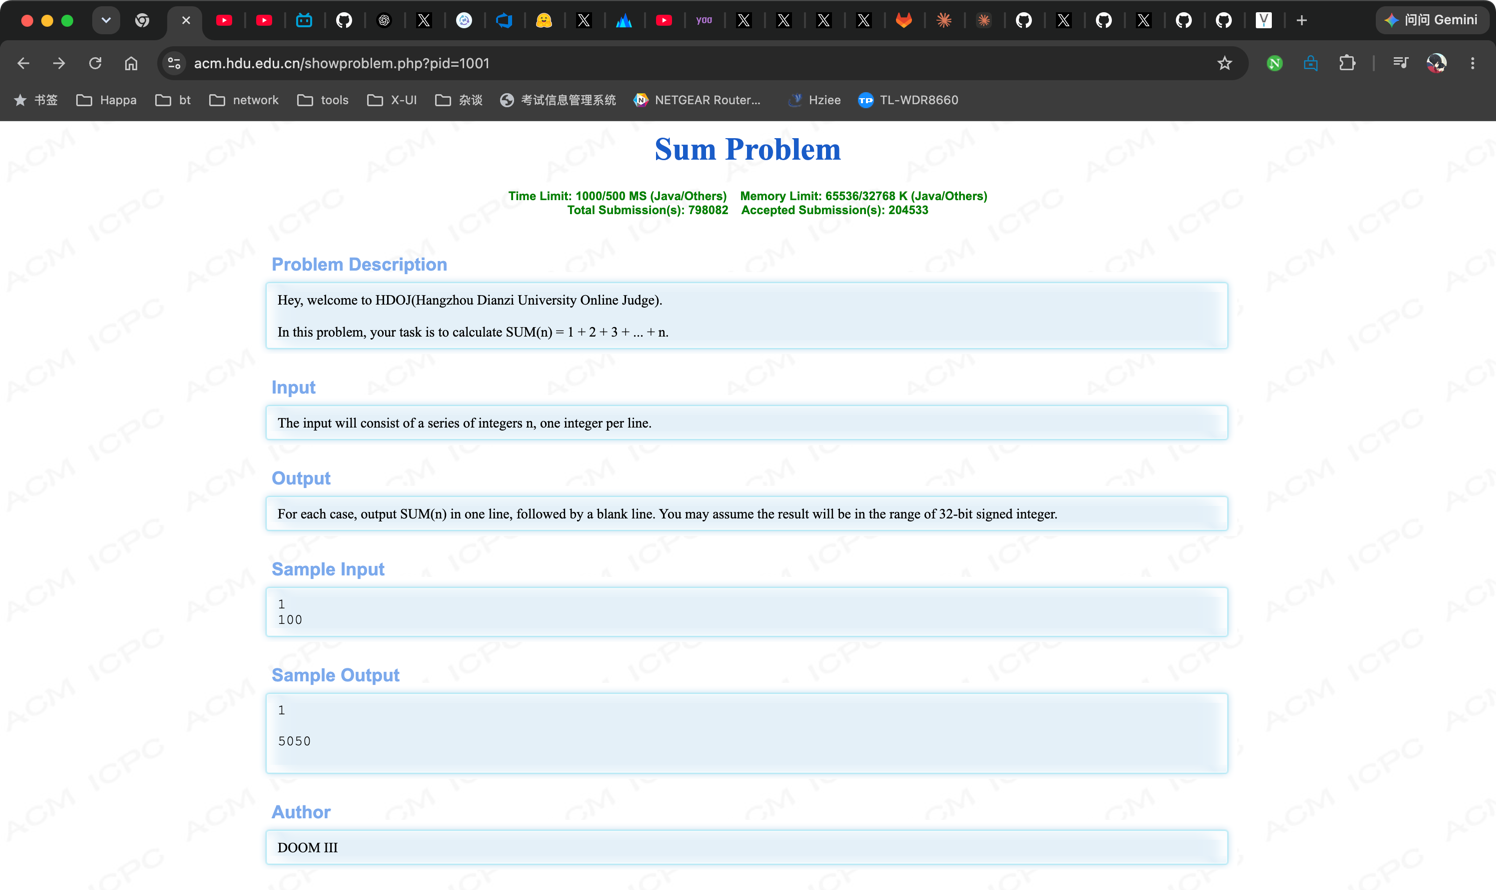 yoo
Y
问问 Gemini
acm.hdu.edu.cn/showproblem.php?pid=1001
书签
Happa
bt
network
tools
X-UI
杂谈
考试信息管理系统
NETGEAR Router...
Hziee
TP
TL-WDR8660
Sum Problem
Time Limit: 1000/500 MS (Java/Others) Memory Limit: 65536/32768 K (Java/Others)
Total Submission(s): 798082 Accepted Submission(s): 204533
Problem Description
Hey, welcome to HDOJ(Hangzhou Dianzi University Online Judge).
In this problem, your task is to calculate SUM(n) = 1 + 2 + 3 + ... + n.
Input
The input will consist of a series of integers n, one integer per line.
Output
For each case, output SUM(n) in one line, followed by a blank line. You may assume the result will be in the range of 32-bit signed integer.
Sample Input
1
100
Sample Output
1
5050
Author
DOOM III
ACM ICPC